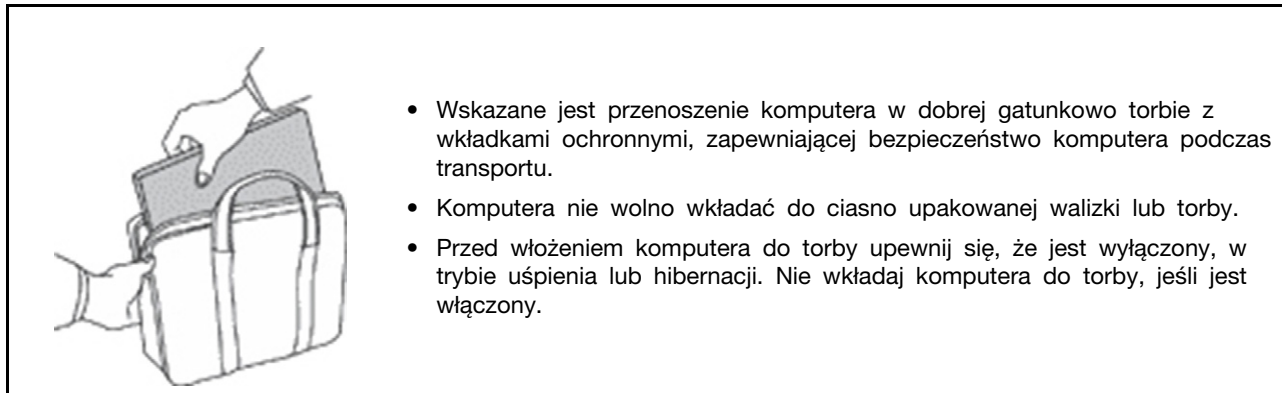 • Wskazane jest przenoszenie komputera w dobrej gatunkowo torbie z
wkładkami ochronnymi, zapewniającej bezpieczeństwo komputera podczas
transportu.
• Komputera nie wolno wkładać do ciasno upakowanej walizki lub torby.
• Przed włożeniem komputera do torby upewnij się, że jest wyłączony, w
trybie uśpienia lub hibernacji. Nie wkładaj komputera do torby, jeśli jest
włączony.